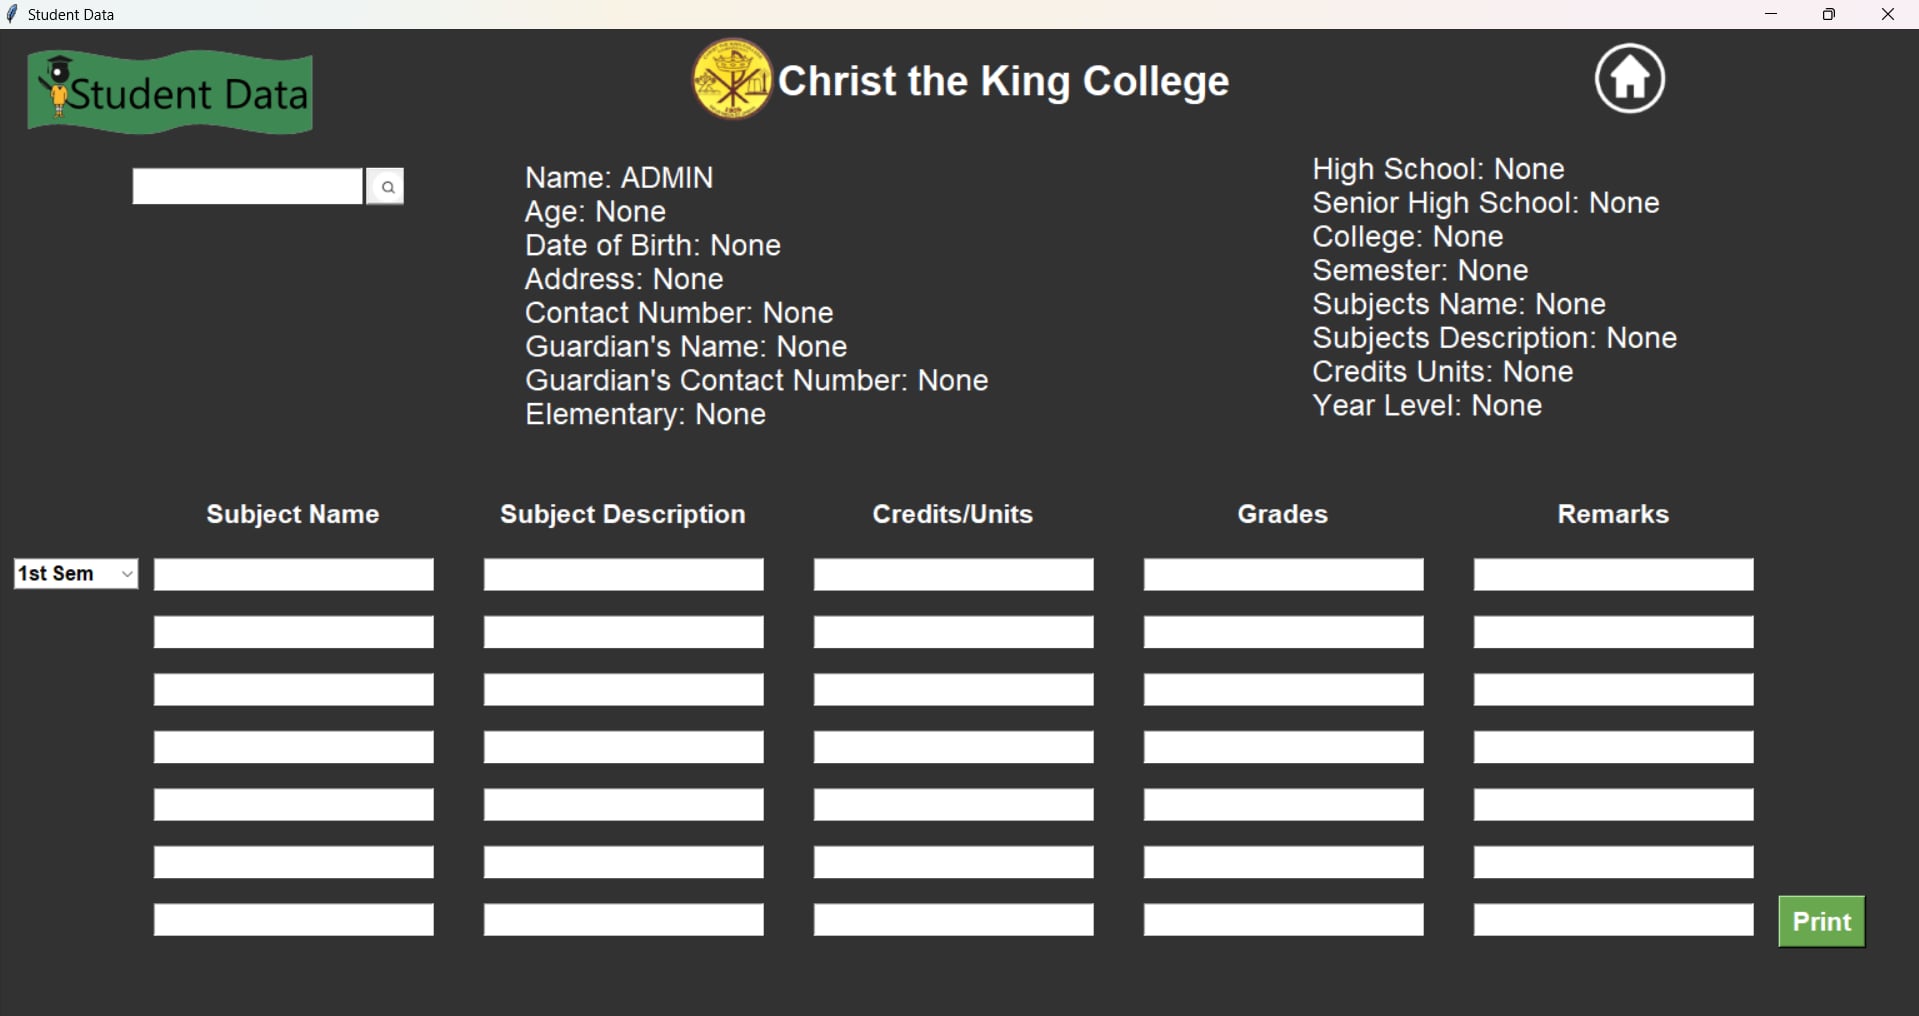 Student Data
Student Data
Christ the King College
1905
Name: ADMIN
Age: None
Date of Birth: None
Address: None
Contact Number: None
Guardian's Name: None
Guardian's Contact Number: None
Elementary: None
High School: None
Senior High School: None
College: None
Semester: None
Subjects Name: None
Subjects Description: None
Credits Units: None
Year Level: None
Subject Name
Subject Description
Credits/Units
Grades
Remarks
1st Sem
Print